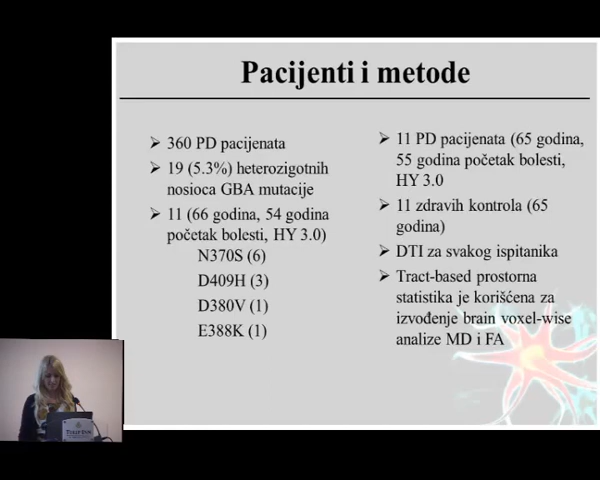 Pacijenti i metode
➢ 360 PD pacijenata
➢ 19 (5.3%) heterozigotnih
nosioca GBA mutacije
➢ 11 (66 godina, 54 godina
početak bolesti, HY 3.0)
N370S (6)
D409H (3)
D380V (1)
E388K (1)
➢ 11 PD pacijenata (65 godina,
55 godina početak bolesti,
HY 3.0
➢ 11 zdravih kontrola (65
godina)
➢ DTI za svakog ispitanika
➢ Tract-based prostorna
statistika je korišćena za
izvođenje brain voxel-wise
analize MD i FA